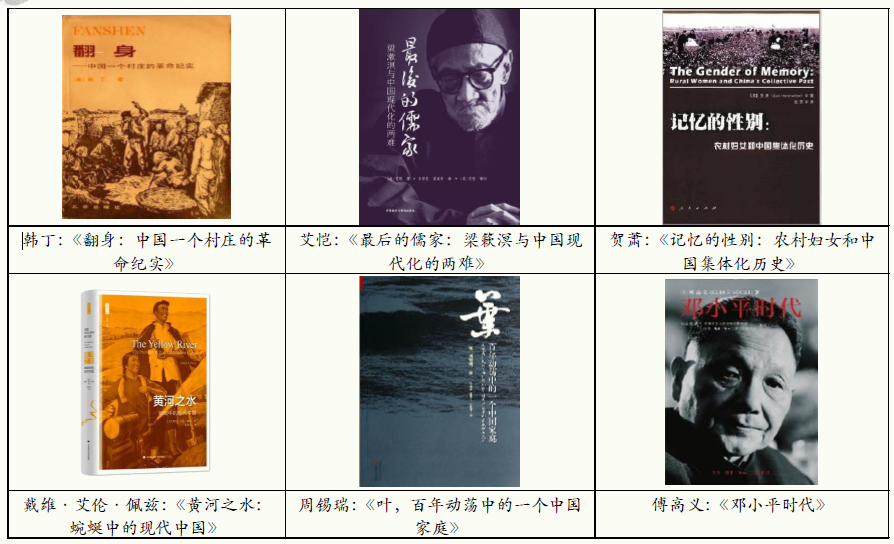 FANSHEN
翻身
——中国一个村庄的革命纪实
最後的儒家
梁漱溟与中国现代化的两难
The Gender of Memory:
Rural Women and China's Collective Past
记忆的性别:
农村妇女和中国集体化历史
人民出版社
韩丁:《翻身: 中国一个村庄的革
命纪实》
艾恺:《最后的儒家: 梁簌溟与中国现
代化的两难》
贺萧:《记忆的性别: 农村妇女和中
国集体化历史》
The Yellow River
黄河之水
葉
百年动荡中的一个中国家庭
邓小平时代
戴维·艾伦·佩兹:《黄河之水:
蜿蜒中的现代中国》
周锡瑞:《叶, 百年动荡中的一个中国
家庭》
傅高义:《邓小平时代》